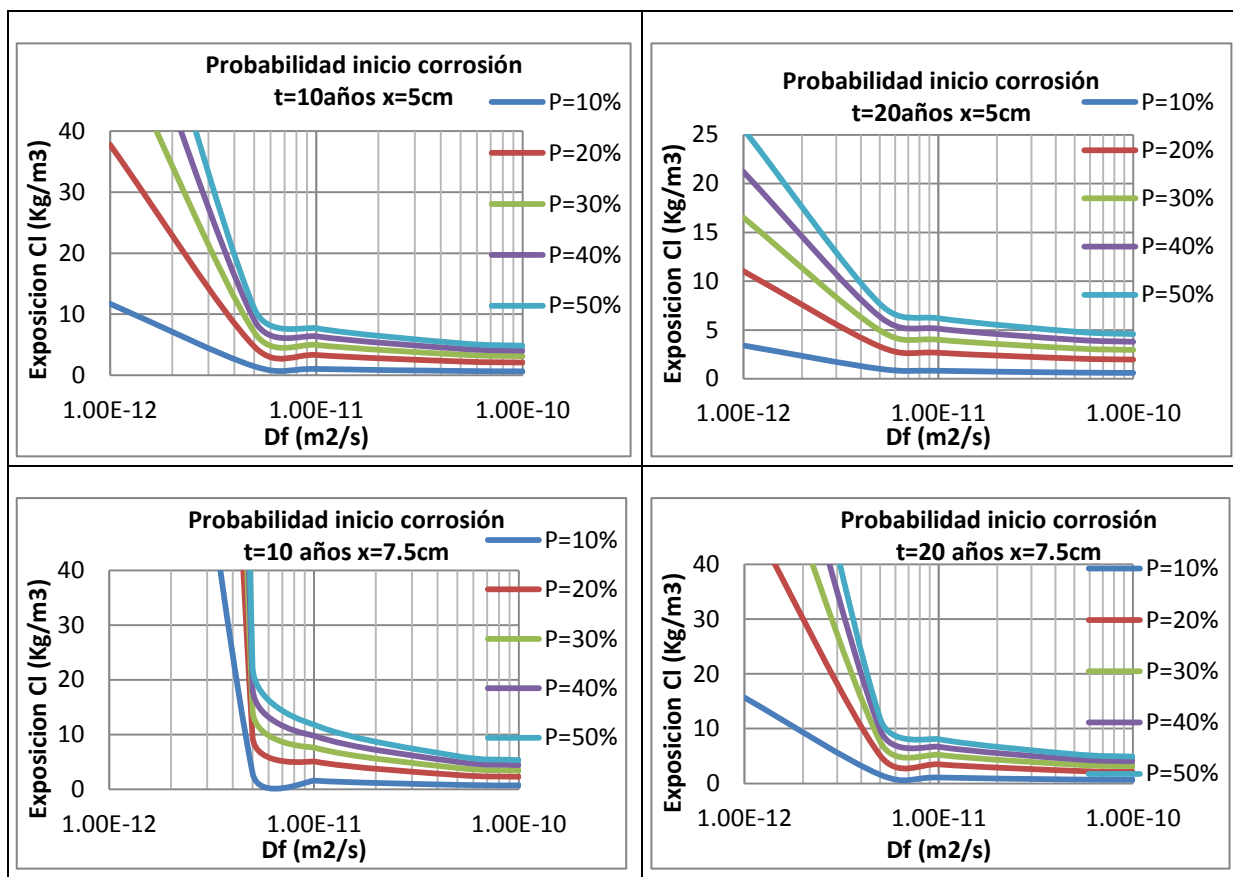 Probabilidad inicio corrosión
t=10años x=5cm
Exposicion Cl (Kg/m3)
40
30
20
10
0
1.00E-12
1.00E-11
1.00E-10
Df (m2/s)
P=10%
P=20%
P=30%
P=40%
P=50%
Probabilidad inicio corrosión
t=20años x=5cm
Exposicion Cl (Kg/m3)
25
20
15
10
5
0
1.00E-12
1.00E-11
1.00E-10
Df (m2/s)
P=10%
P=20%
P=30%
P=40%
P=50%
Probabilidad inicio corrosión
t=10 años x=7.5cm
Exposicion Cl (Kg/m3)
40
30
20
10
0
1.00E-12
1.00E-11
1.00E-10
Df (m2/s)
P=10%
P=20%
P=30%
P=40%
P=50%
Probabilidad inicio corrosión
t=20 años x=7.5cm
Exposicion Cl (Kg/m3)
40
30
20
10
0
1.00E-12
1.00E-11
1.00E-10
Df (m2/s)
P=10%
P=20%
P=30%
P=40%
P=50%